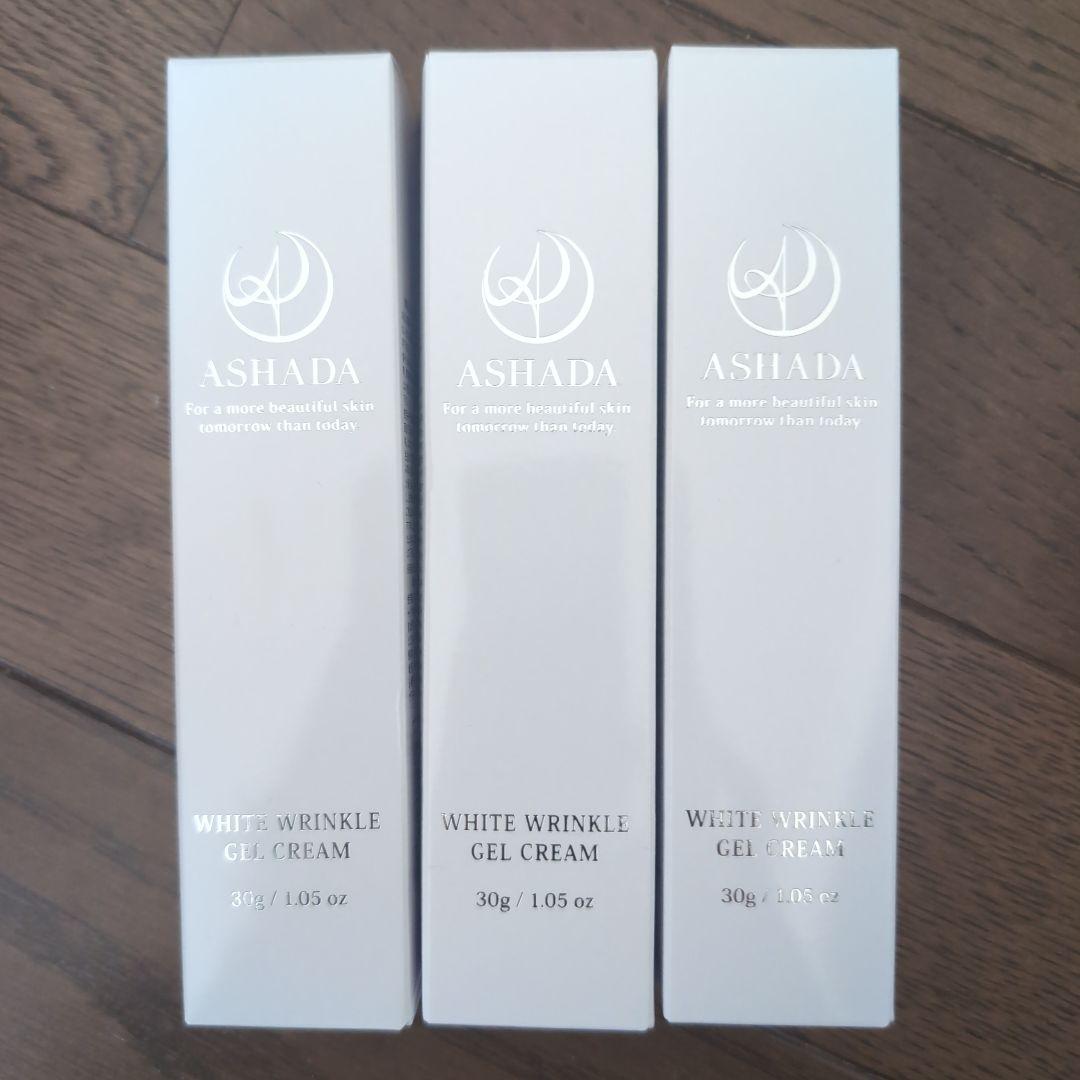 ASHADA
For a more beautiful skin
tomorrow than today.
WHITE WRINKLE
GEL CREAM
30g / 1.05 oz
ASHADA
For a more beautiful skin
tomorrow than today.
WHITE WRINKLE
GEL CREAM
30g / 1.05 oz
ASHADA
For a more beautiful skin
tomorrow than today.
WHITE WRINKLE
GEL CREAM
30g / 1.05 oz